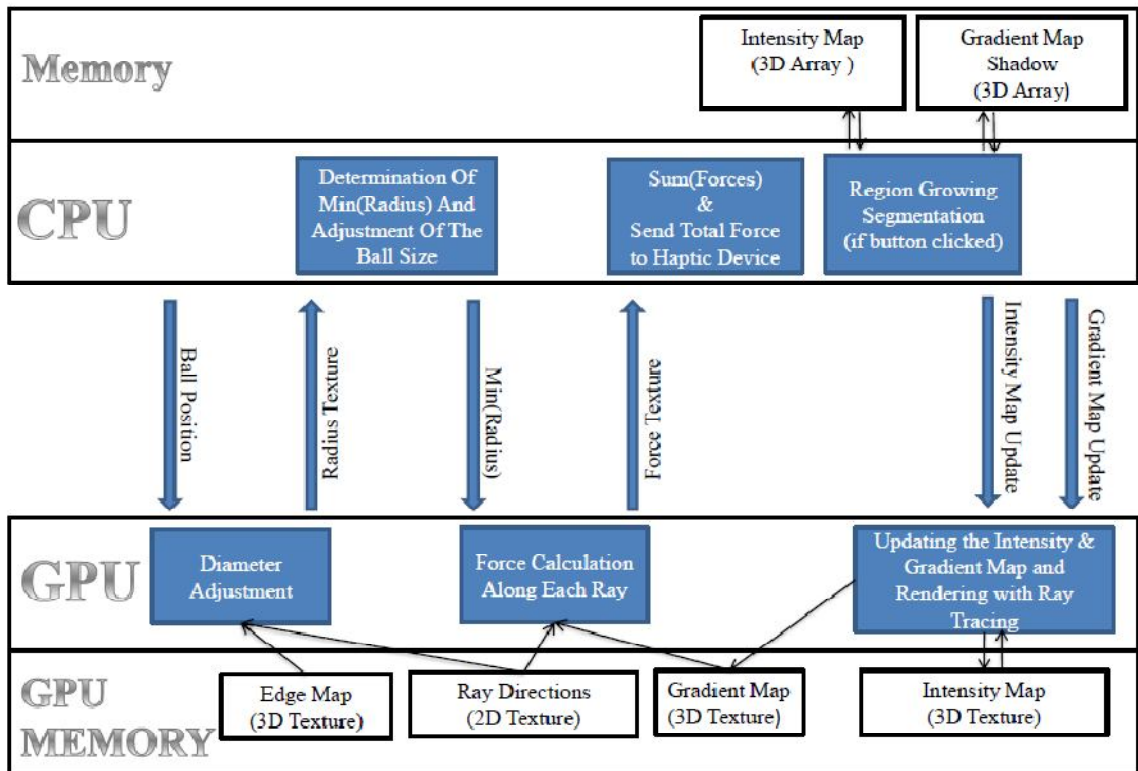 Memory
Intensity Map
(3D Array )
Gradient Map
Shadow
(3D Array)
CPU
Determination Of
Min(Radius) And
Adjustment Of The
Ball Size
Sum(Forces)
&
Send Total Force
to Haptic Device
Region Growing
Segmentation
(if button clicked)
Ball Position
Radius Texture
Min(Radius)
Force Texture
Intensity Map Update
Gradient Map Update
GPU
Diameter
Adjustment
Force Calculation
Along Each Ray
Updating the Intensity &
Gradient Map and
Rendering with Ray
Tracing
GPU
MEMORY
Edge Map
(3D Texture)
Ray Directions
(2D Texture)
Gradient Map
(3D Texture)
Intensity Map
(3D Texture)